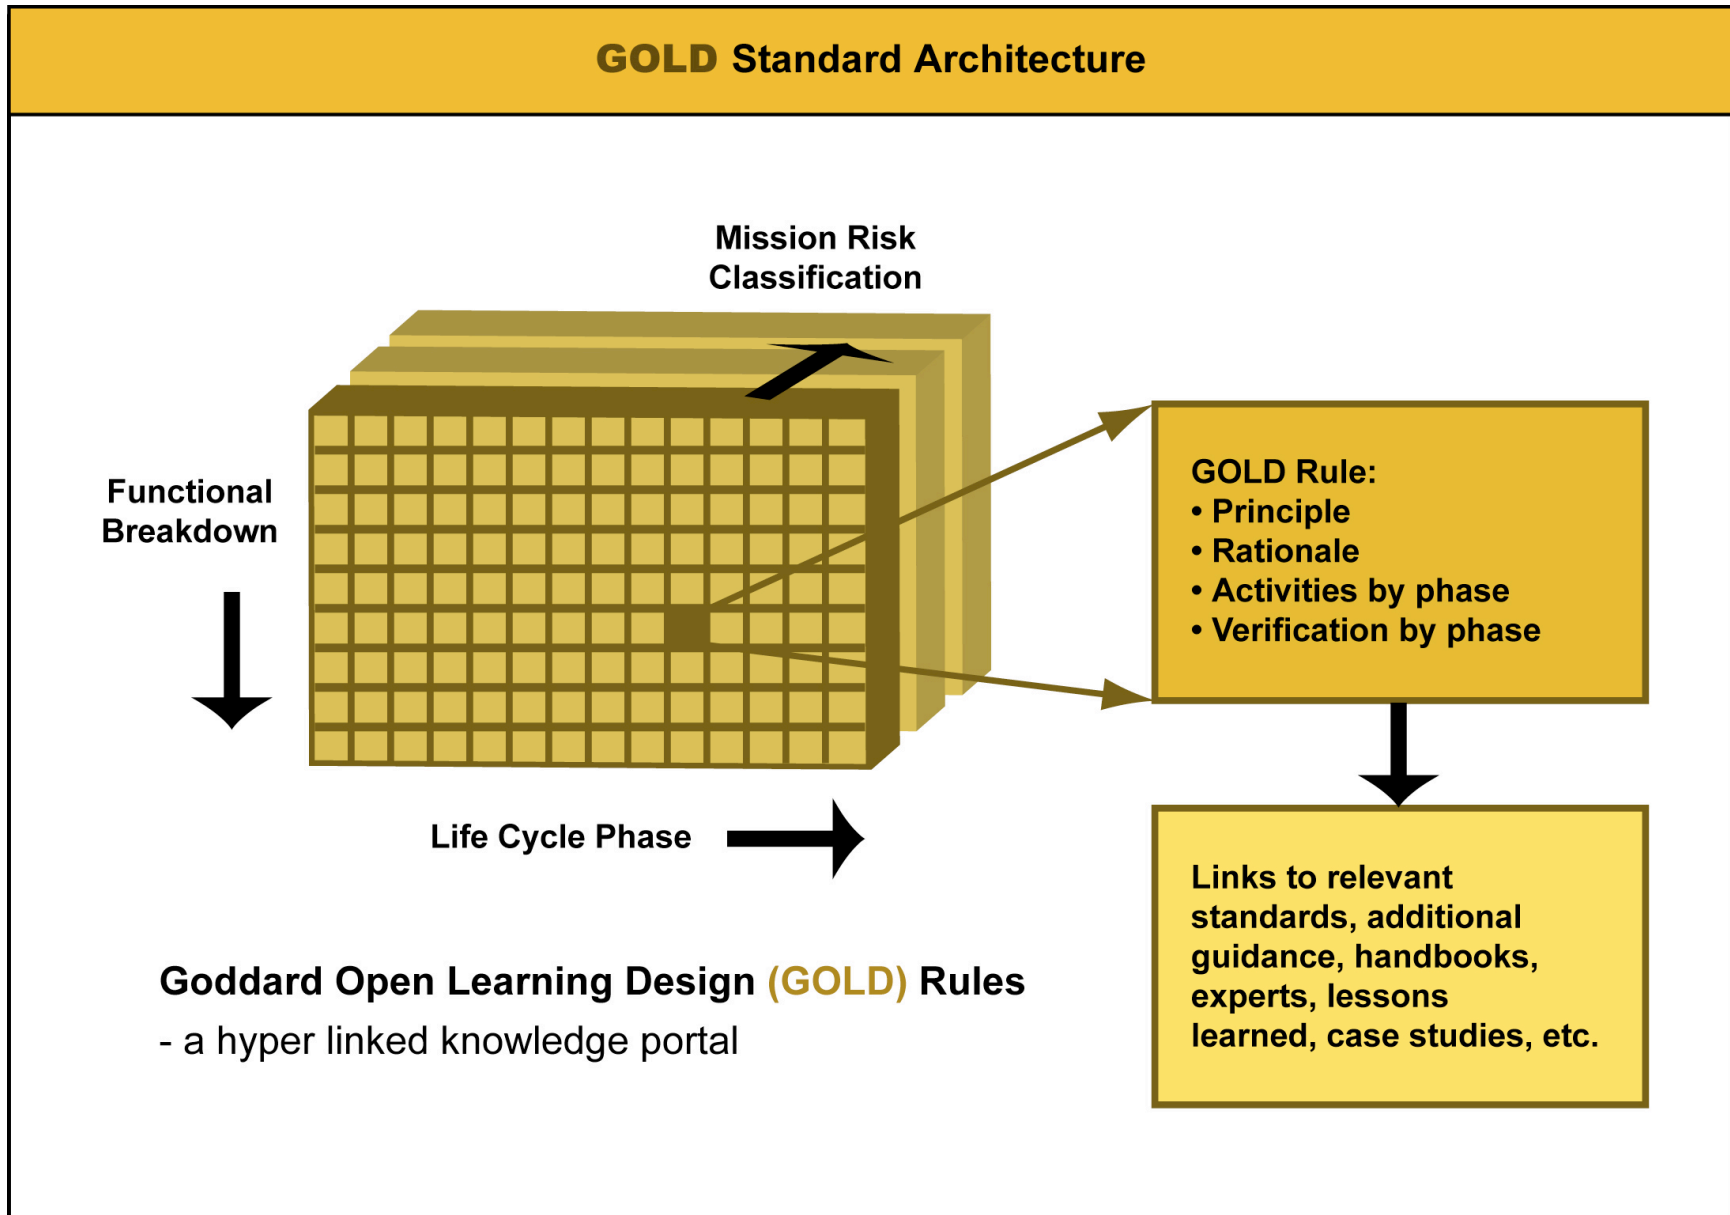 GOLD Standard Architecture
Mission Risk
Classification
Functional
Breakdown
Life Cycle Phase
GOLD Rule:
• Principle
• Rationale
• Activities by phase
• Verification by phase
Links to relevant
standards, additional
guidance, handbooks,
experts, lessons
learned, case studies, etc.
Goddard Open Learning Design (GOLD) Rules
- a hyper linked knowledge portal